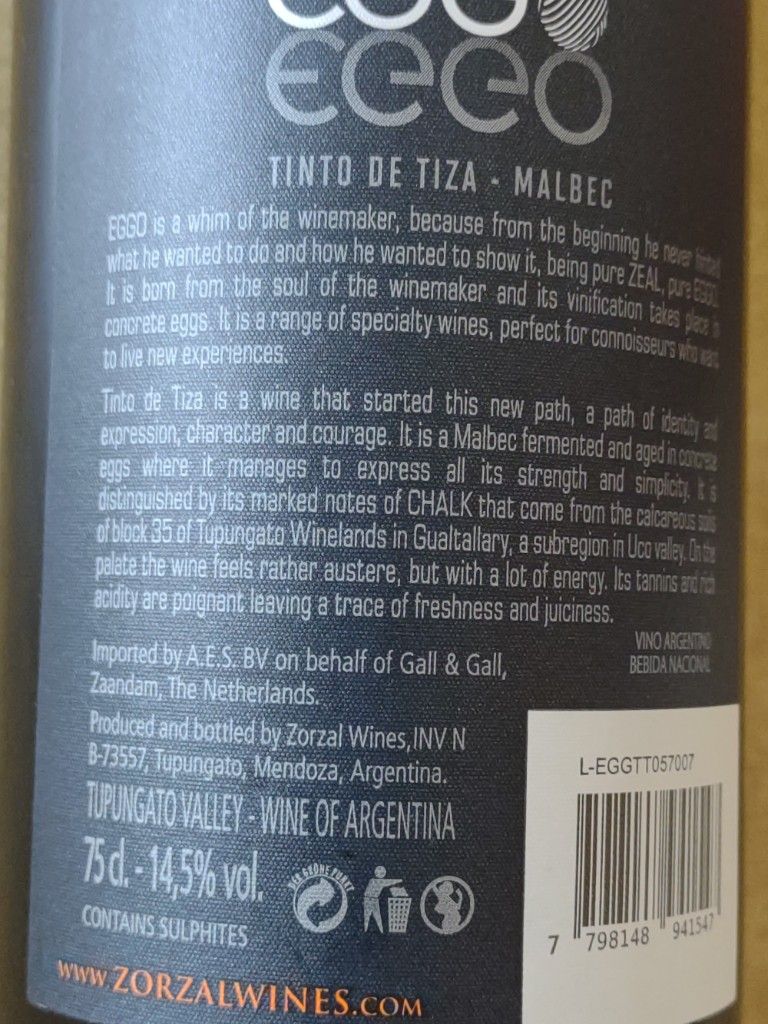 EGGO
TINTO DE TIZA - MALBEC
EGGO is a whim of the winemaker, because from the beginning he never limited
what he wanted to do and how he wanted to show it, being pure ZEAL, pure EGGO.
It is born from the soul of the winemaker and its vinification takes place in
concrete eggs. It is a range of specialty wines, perfect for connoisseurs who want
to live new experiences.
Tinto de Tiza is a wine that started this new path, a path of identity and
expression, character and courage. It is a Malbec fermented and aged in concrete
eggs where it manages to express all its strength and simplicity. It is
distinguished by its marked notes of CHALK that come from the calcareous soils
of block 35 of Tupungato Winelands in Gualtallary, a subregion in Uco valley. On the
palate the wine feels rather austere, but with a lot of energy. Its tannins and rich
acidity are poignant leaving a trace of freshness and juiciness.
VINO ARGENTINO
BEBIDA NACIONAL
Imported by A.E.S. BV on behalf of Gall & Gall,
Zaandam, The Netherlands.
Produced and bottled by Zorzal Wines, INV N
B-73557, Tupungato, Mendoza, Argentina.
TUPUNGATO VALLEY - WINE OF ARGENTINA
75 cl. - 14,5% vol.
DER GRÜNE PUNKT
CONTAINS SULPHITES
www.ZORZALWINES.COM
L-EGGTT057007
7 798148 941547